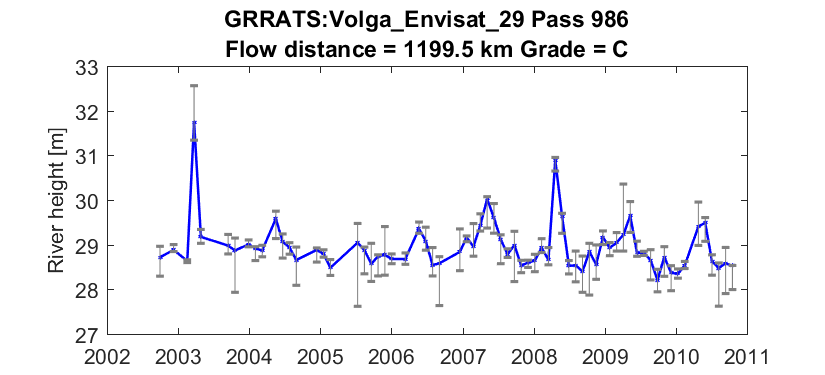 GRRATS:Volga_Envisat_29 Pass 986
Flow distance = 1199.5 km Grade = C
River height [m]
33
32
31
30
29
28
27
2002 2003 2004 2005 2006 2007 2008 2009 2010 2011